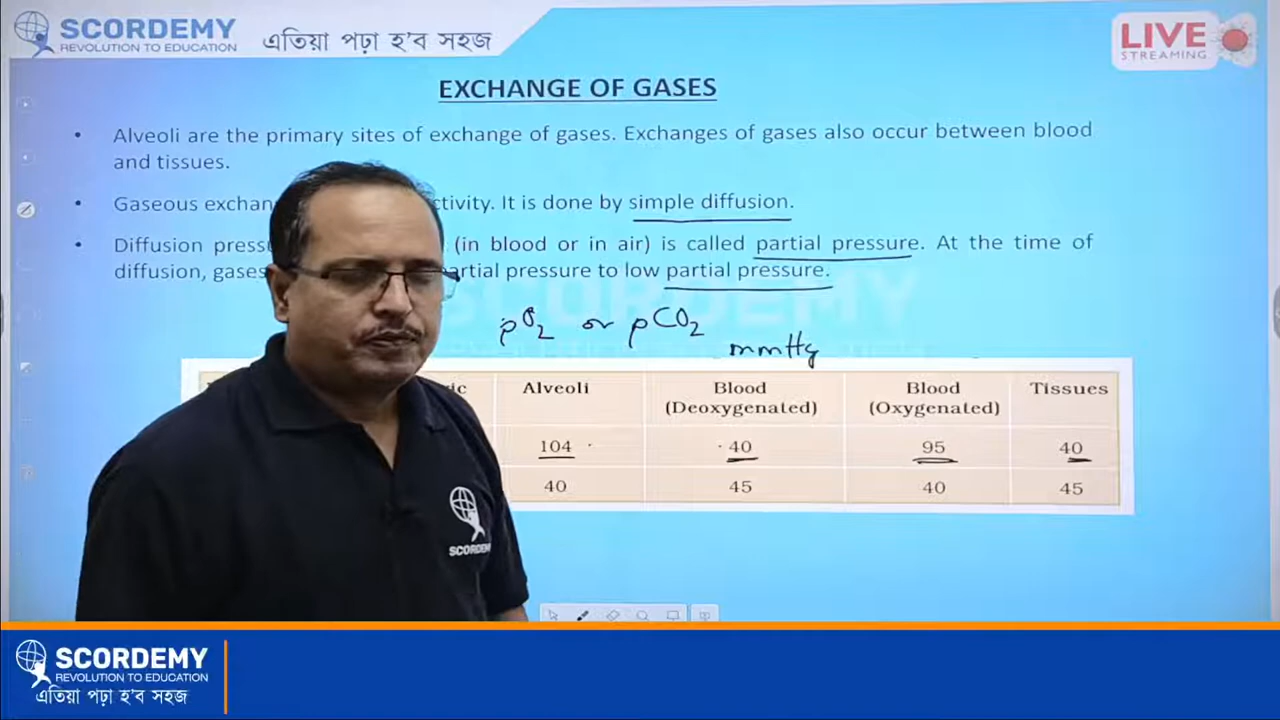 SCORDEMY
REVOLUTION TO EDUCATION
এতিয়া পঢ়া হ'ব সহজ
LIVE
STREAMING
EXCHANGE OF GASES
• Alveoli are the primary sites of exchange of gases. Exchanges of gases also occur between blood
and tissues.
• Gaseous ctivity. It is done by simple diffusion.
• Diffusion (in blood or in air) is called partial pressure. At the time of
diffusion, gases artial pressure to low partial pressure.
pO₂ or pCO₂
mmHg
Alveoli Blood Blood Tissues
(Deoxygenated) (Oxygenated)
104 40 95 40
40 45 40 45
SCORDEMY
SCORDEMY
REVOLUTION TO EDUCATION
এতিয়া পঢ়া হ'ব সহজ